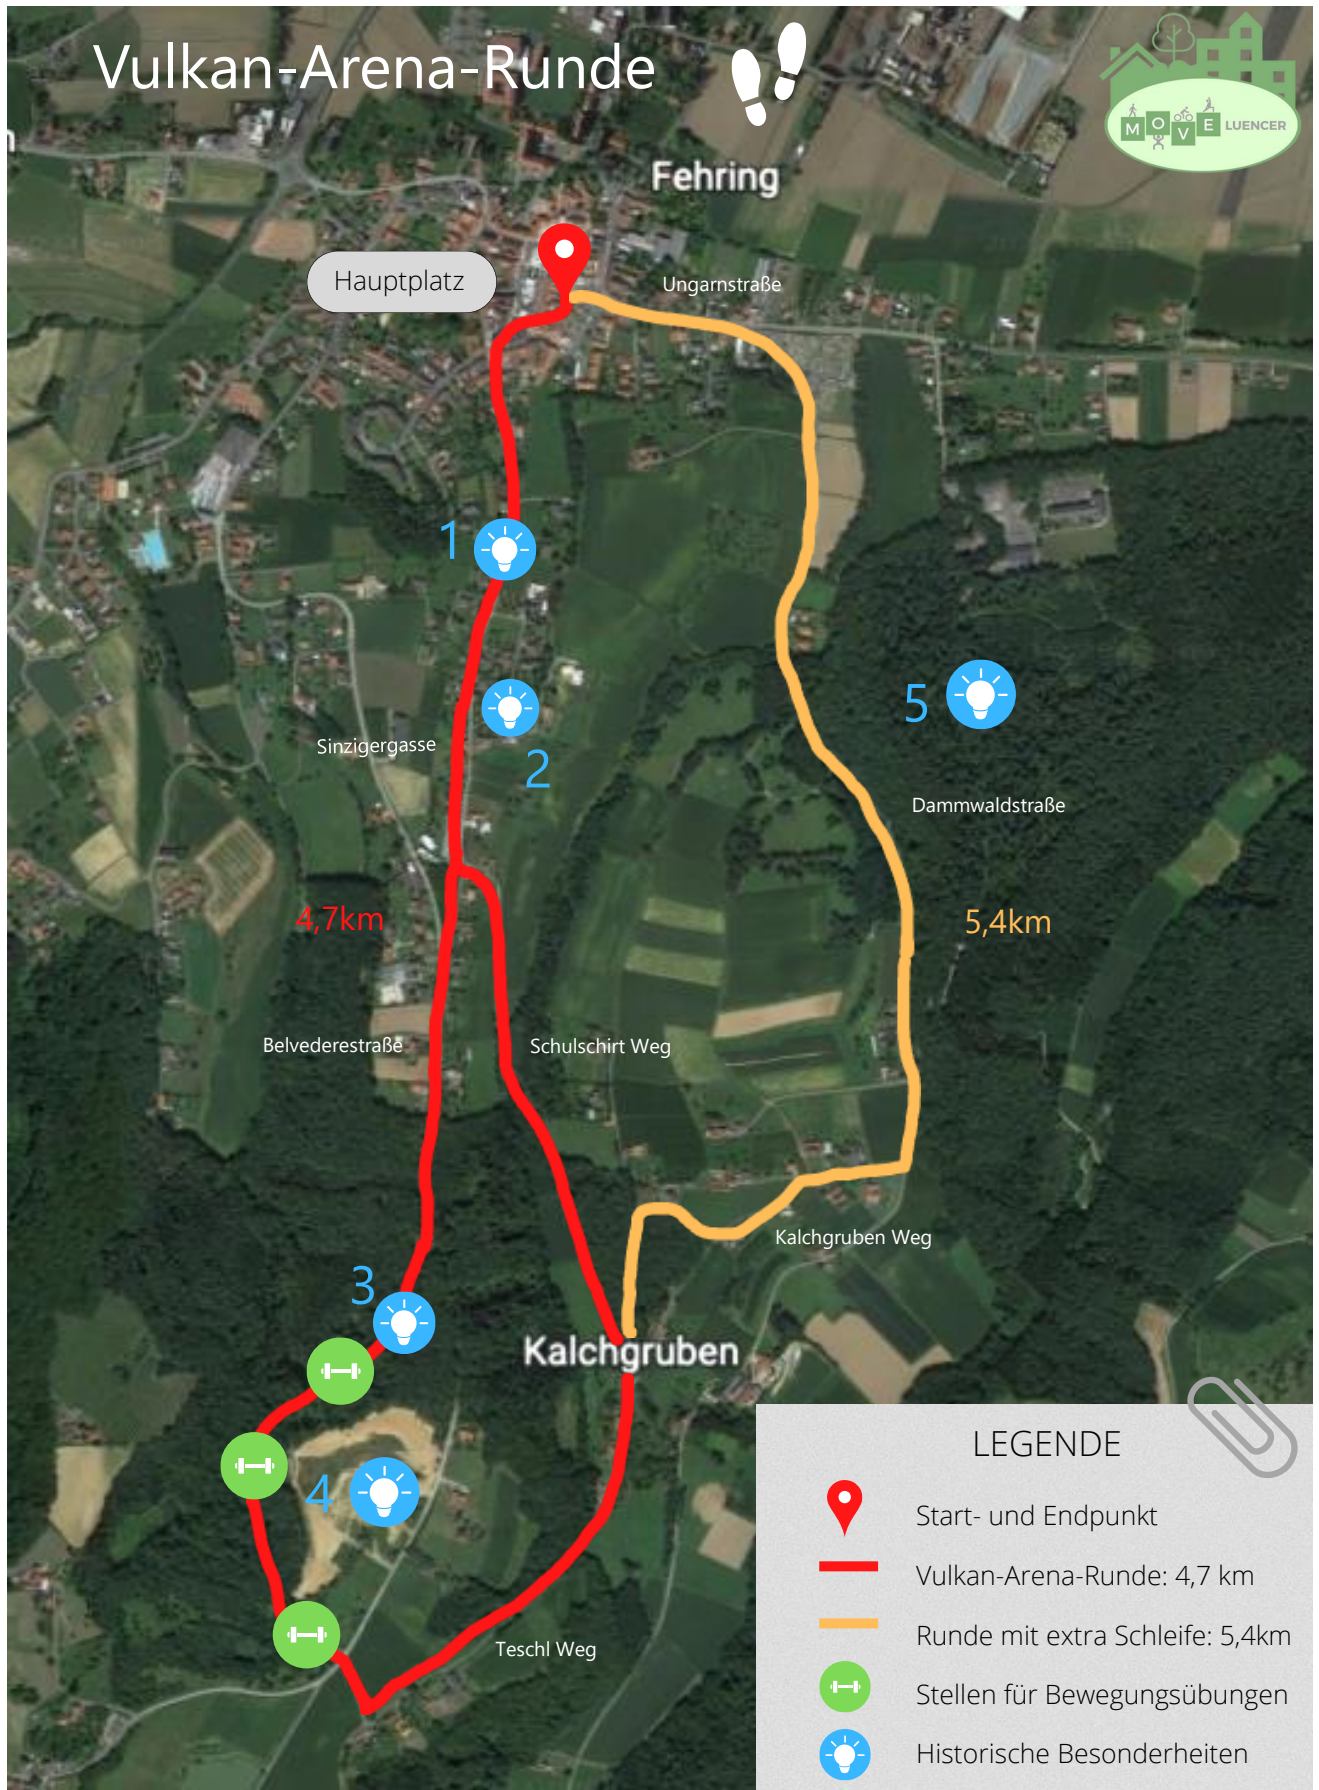 Vulkan-Arena-Runde
MOVE LUENCER
Fehring
Hauptplatz
Ungarnstraße
1
5
2
Sinzigergasse
Dammwaldstraße
4,7km
5,4km
Belvederestraße
Schulschirt Weg
Kalchgruben Weg
3
Kalchgruben
4
Teschl Weg
LEGENDE
Start- und Endpunkt
Vulkan-Arena-Runde: 4,7 km
Runde mit extra Schleife: 5,4km
Stellen für Bewegungsübungen
Historische Besonderheiten